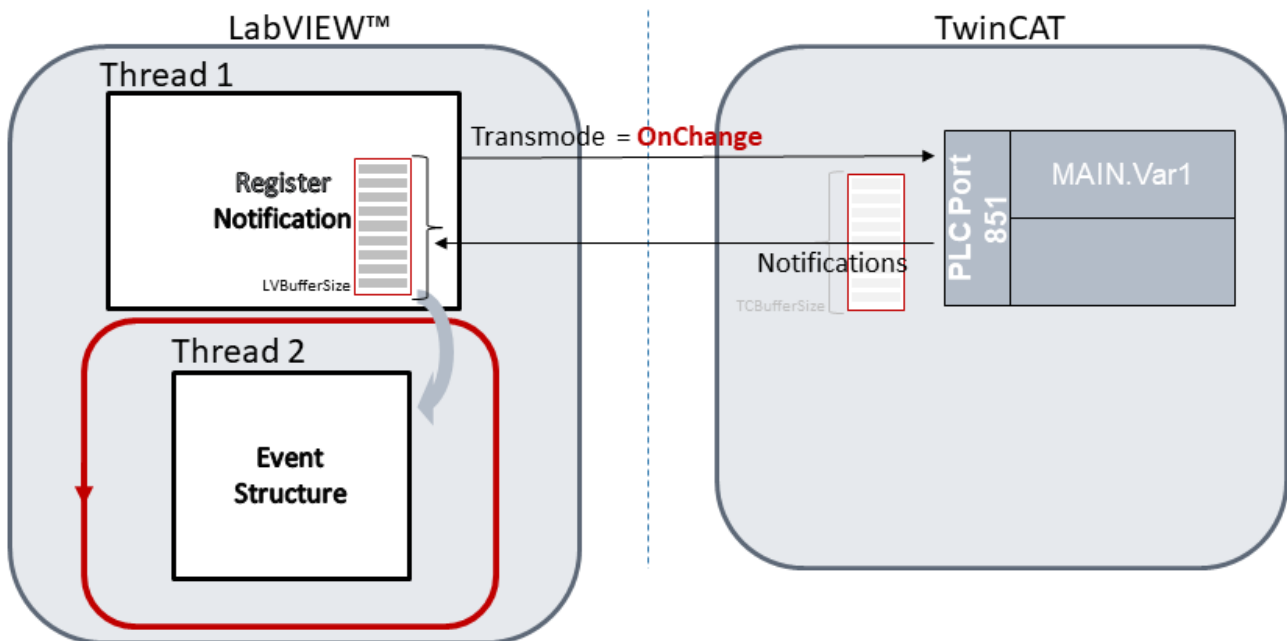 LabVIEW™
TwinCAT
Thread 1
Transmode = OnChange
Register
Notification
LVBufferSize
Notifications
TCBufferSize
PLC Port
851
MAIN.Var1
Thread 2
Event
Structure